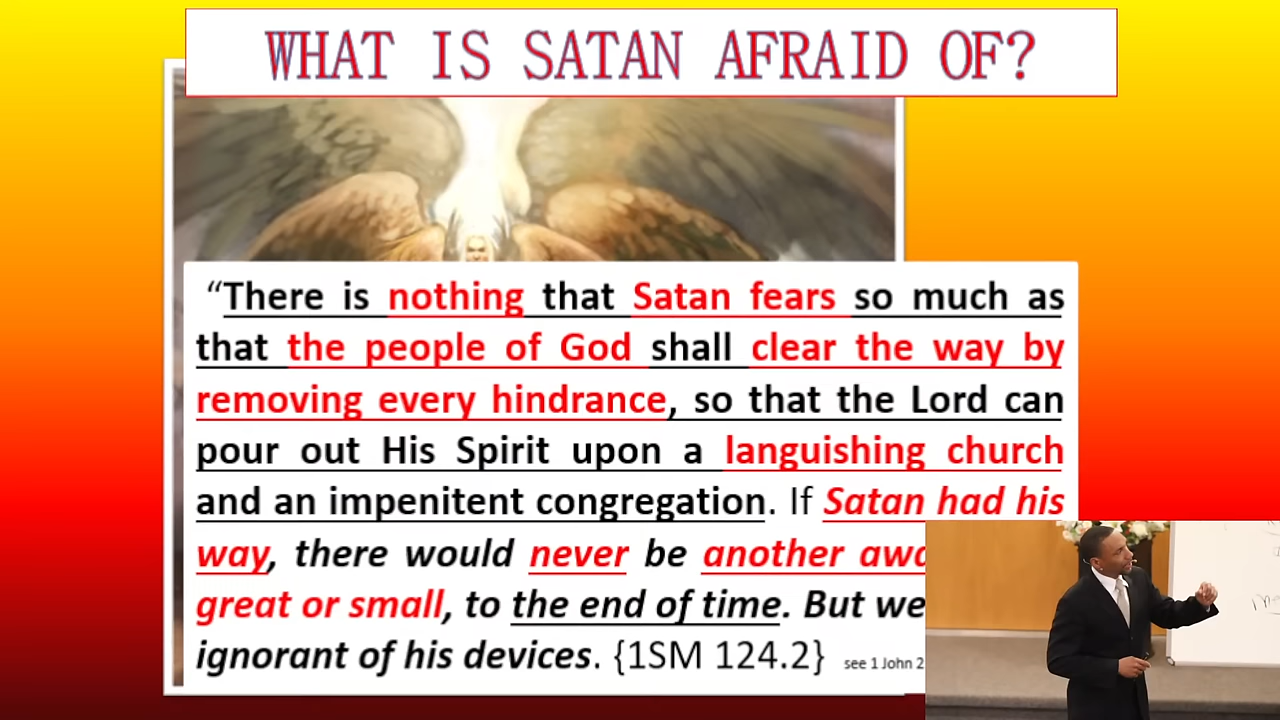 WHAT IS SATAN AFRAID OF?
“There is nothing that Satan fears so much as
that the people of God shall clear the way by
removing every hindrance, so that the Lord can
pour out His Spirit upon a languishing church
and an impenitent congregation. If Satan had his
way, there would never be another
great or small, to the end of time. But we
ignorant of his devices. {1SM 124.2} see 1 John 2